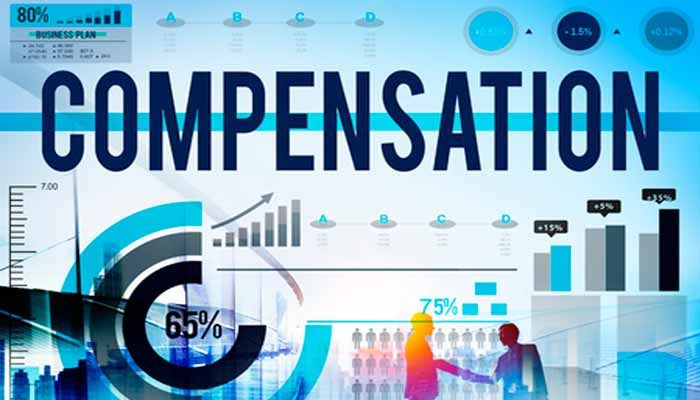 80%
BUSINESS PLAN
A B C D
- 1.5%
+0.12%
COMPENSATION
7.00
A B C D
+15%
+5%
+35%
65%
75%